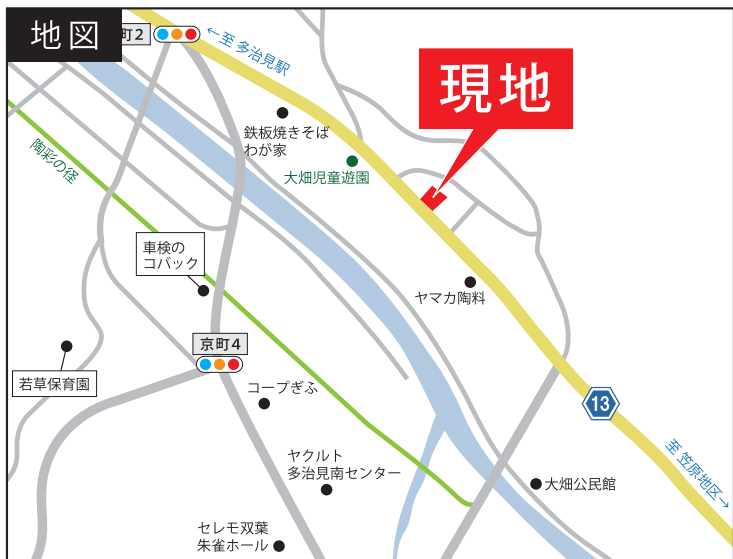 地図
町2
←至 多治見駅
現地
鉄板焼きそば
わが家
大畑児童遊園
陶彩の径
車検の
コバック
ヤマカ陶料
京町4
若草保育園
コープぎふ
13
ヤクルト
多治見南センター
至 笠原地区→
大畑公民館
セレモ双葉
朱雀ホール